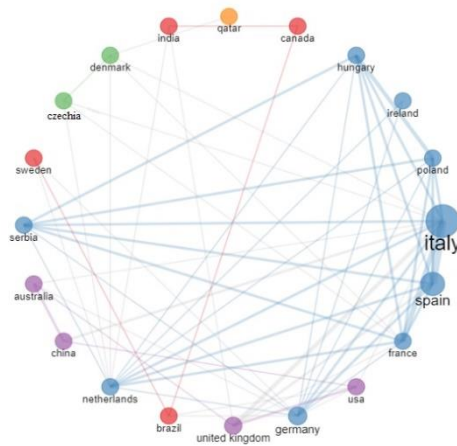 qatar
india
canada
denmark
hungary
czechia
ireland
sweden
poland
serbia
italy
australia
spain
china
france
netherlands
usa
brazil
germany
united kingdom